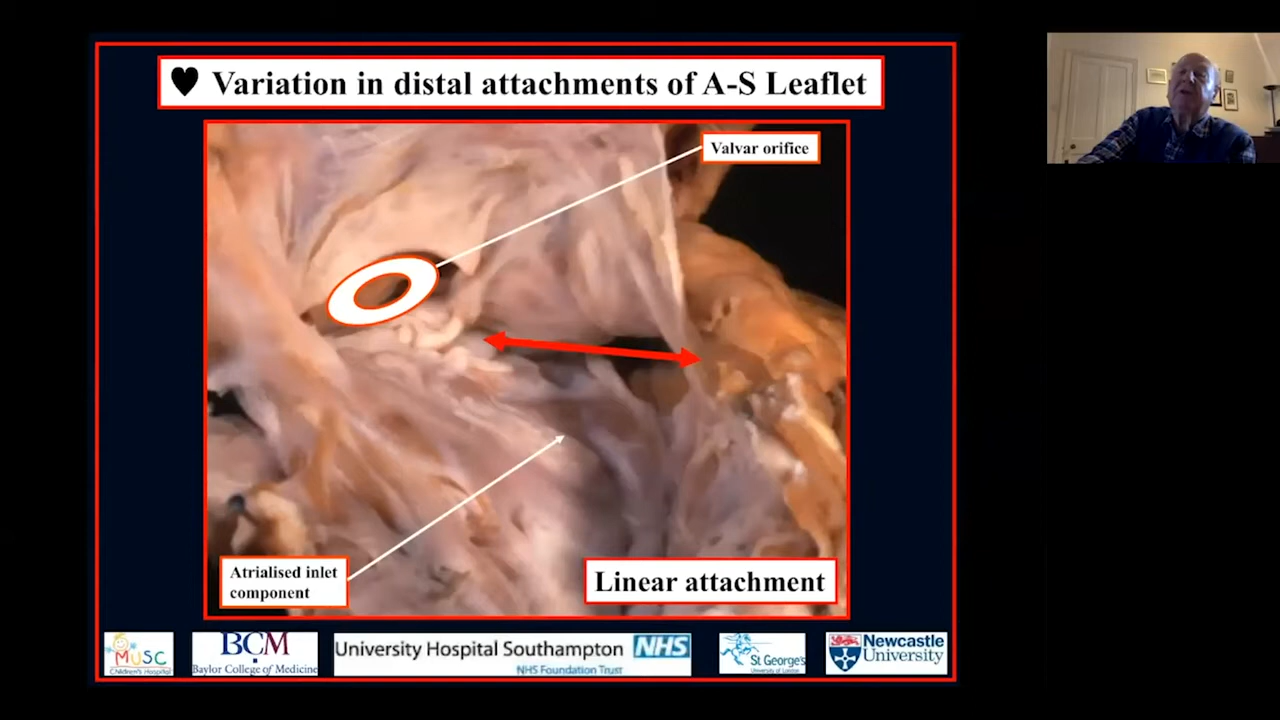 Variation in distal attachments of A-S Leaflet
Valvar orifice
Atrialised inlet
component
Linear attachment
MUSC
Children's Hospital
BCM
Baylor College of Medicine
University Hospital Southampton NHS
NHS Foundation Trust
St George's
University of London
Newcastle
University